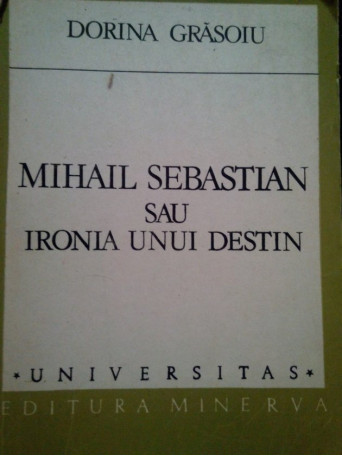 DORINA GRĂSOIU
MIHAIL SEBASTIAN
SAU
IRONIA UNUI DESTIN
* UNIVERSITAS *
EDITURA MINERVA